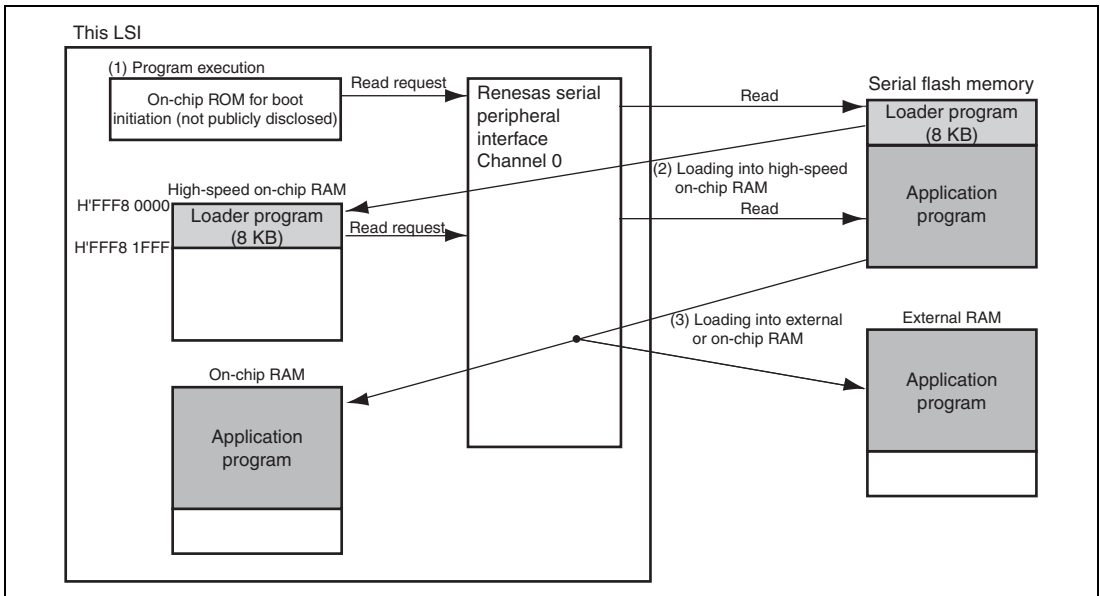 This LSI
(1) Program execution
On-chip ROM for boot
initiation (not publicly disclosed)
Read request
Renesas serial
peripheral
interface
Channel 0
Read
Serial flash memory
Loader program
(8 KB)
Application
program
(2) Loading into high-speed
on-chip RAM
Read
High-speed on-chip RAM
H'FFF8 0000
Loader program
(8 KB)
H'FFF8 1FFF
Read request
(3) Loading into external
or on-chip RAM
External RAM
Application
program
On-chip RAM
Application
program